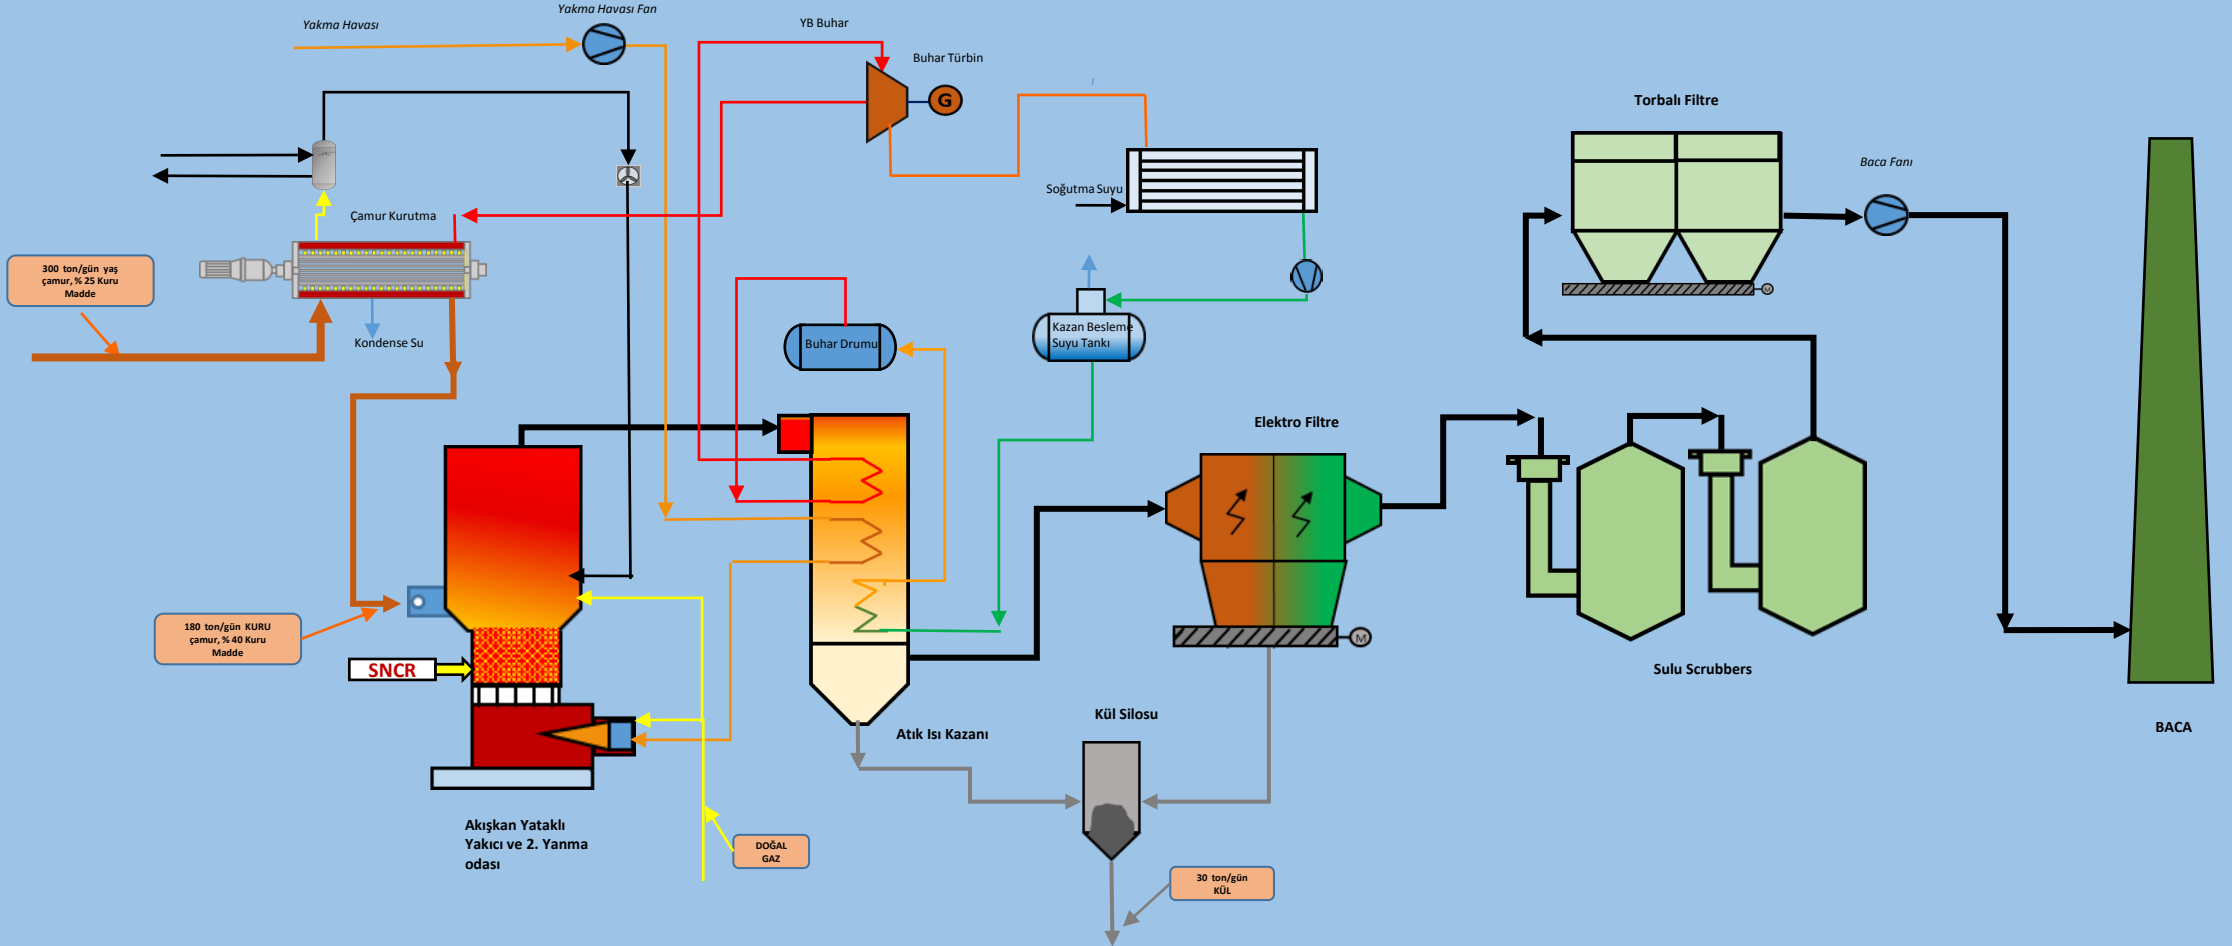 Yakma Havası
Yakma Havası Fan
YB Buhar
Buhar Türbin
G
Torbalı Filtre
Baca Fanı
Soğutma Suyu
Çamur Kurutma
300 ton/gün yaş
çamur, % 25 Kuru
Madde
Kondense Su
Buhar Drumu
Kazan Besleme
Suyu Tankı
M
Elektro Filtre
180 ton/gün KURU
çamur, % 40 Kuru
Madde
SNCR
M
Sulu Scrubbers
BACA
Atık Isı Kazanı
Kül Silosu
Akışkan Yataklı
Yakıcı ve 2. Yanma
odası
DOĞAL
GAZ
30 ton/gün
KÜL